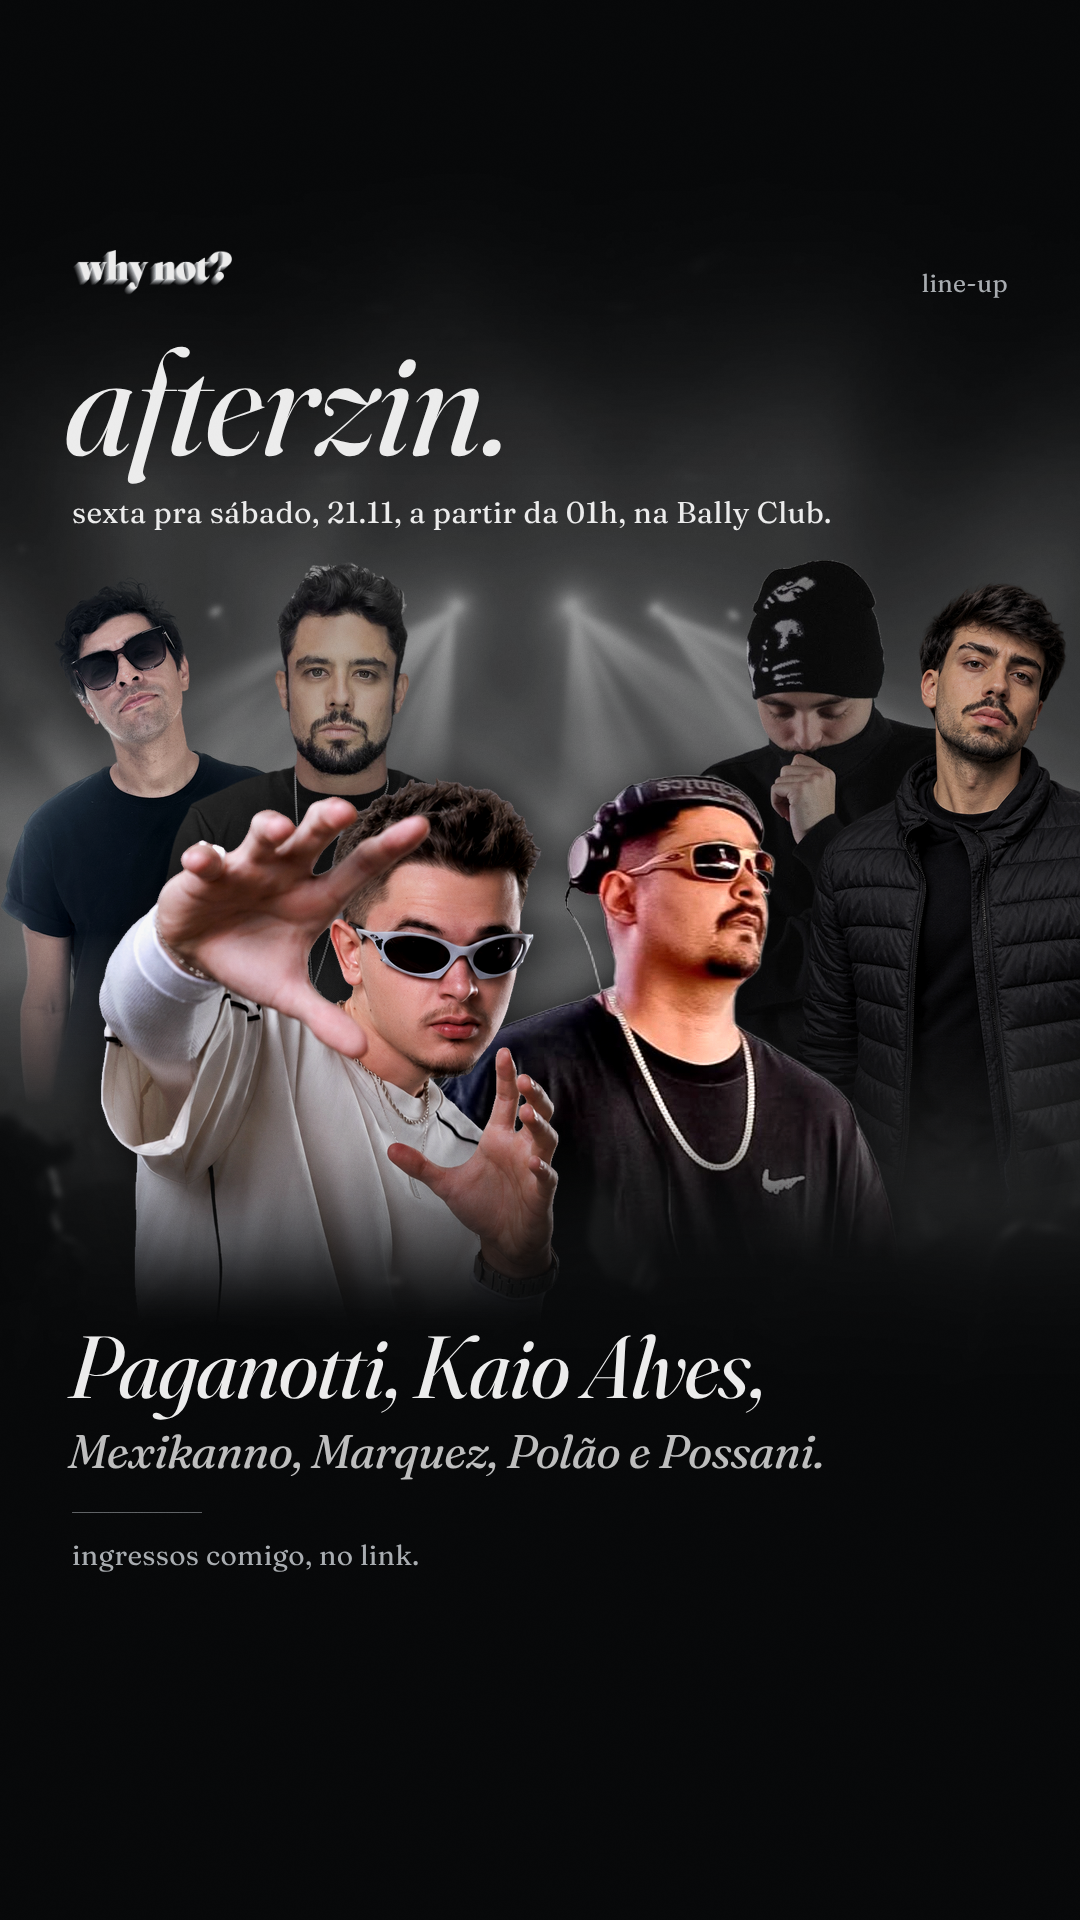 why not?
line-up
afterzin.
sexta pra sábado, 21.11, a partir da 01h, na Bally Club.
Technics
Paganotti, Kaio Alves,
Mexikanno, Marquez, Polão e Possani.
ingressos comigo, no link.